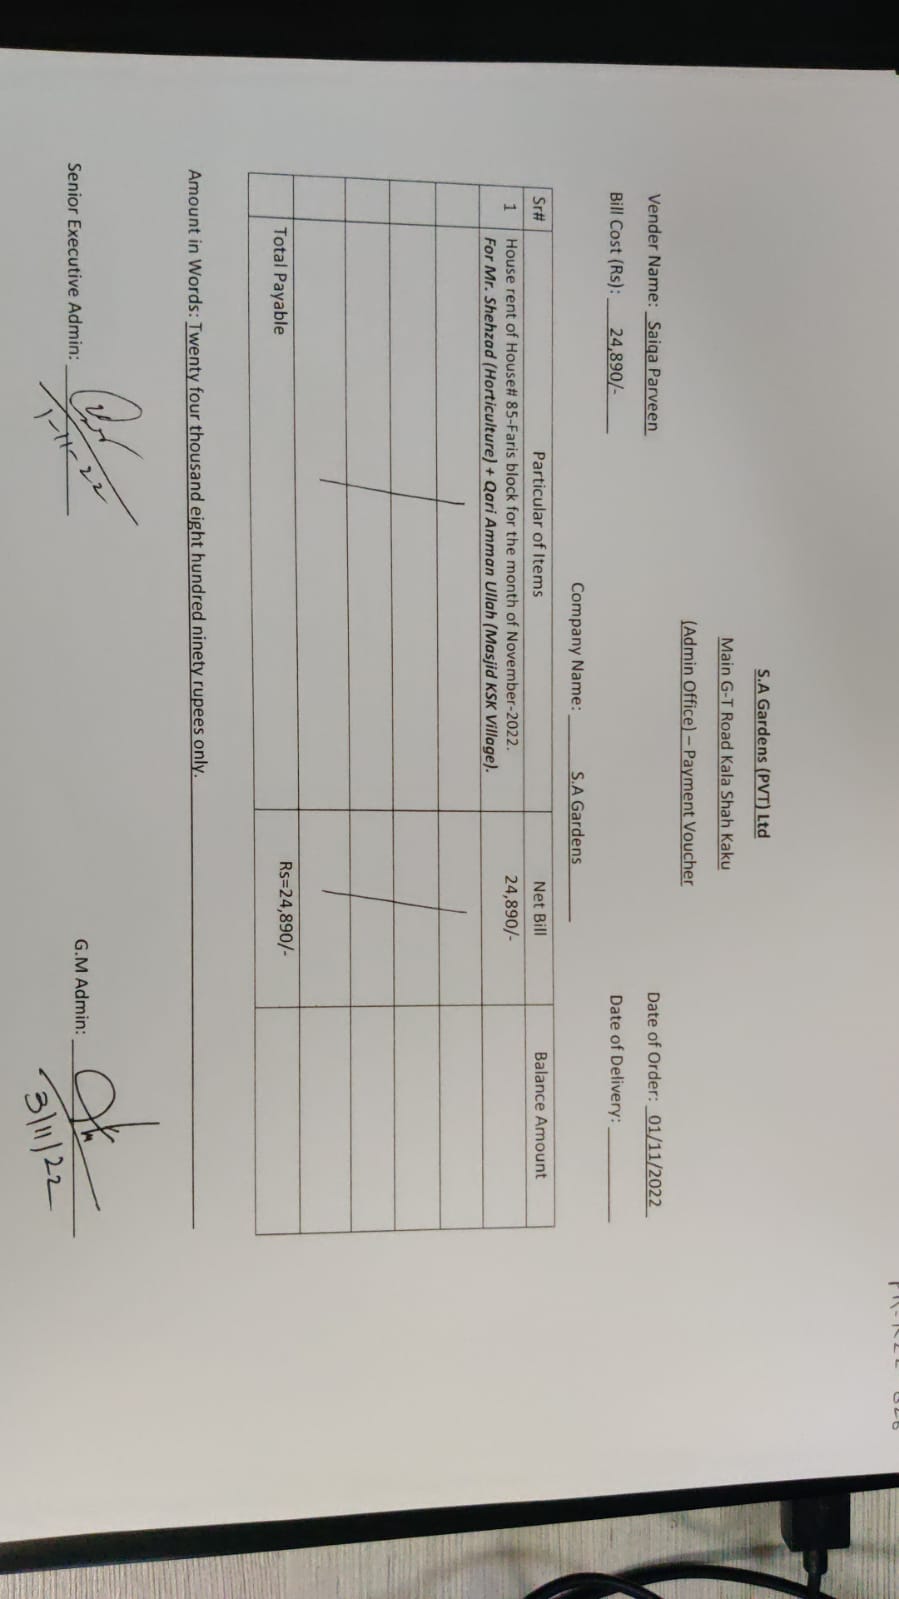 S.A Gardens (PVT) Ltd
Main G-T Road Kala Shah Kaku
(Admin Office) – Payment Voucher
Vender Name: Saiqa Parveen Date of Order: 01/11/2022
Bill Cost (Rs): 24,890/- Date of Delivery:
Company Name: S.A Gardens
Sr# Particular of Items Net Bill Balance Amount
1 House rent of House# 85-Faris block for the month of November-2022. 24,890/-
For Mr. Shehzad (Horticulture) + Qari Amman Ullah (Masjid KSK Village).
Total Payable Rs=24,890/-
Amount in Words: Twenty four thousand eight hundred ninety rupees only.
Senior Executive Admin: G.M Admin:
1-11-22 3/11/22